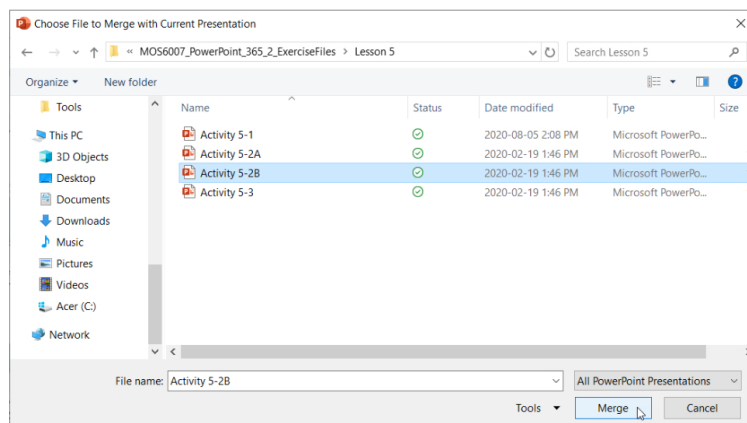 Choose File to Merge with Current Presentation
« MOS6007_PowerPoint_365_2_ExerciseFiles > Lesson 5
Search Lesson 5
Organize
New folder
Name Status Date modified Type Size
Tools
This PC
3D Objects
Desktop
Documents
Downloads
Music
Pictures
Videos
Acer (C:)
Network
Activity 5-1 2020-08-05 2:08 PM Microsoft PowerPo...
Activity 5-2A 2020-02-19 1:46 PM Microsoft PowerPo...
Activity 5-2B 2020-02-19 1:46 PM Microsoft PowerPo...
Activity 5-3 2020-02-19 1:46 PM Microsoft PowerPo...
File name: Activity 5-2B All PowerPoint Presentations
Tools Merge Cancel